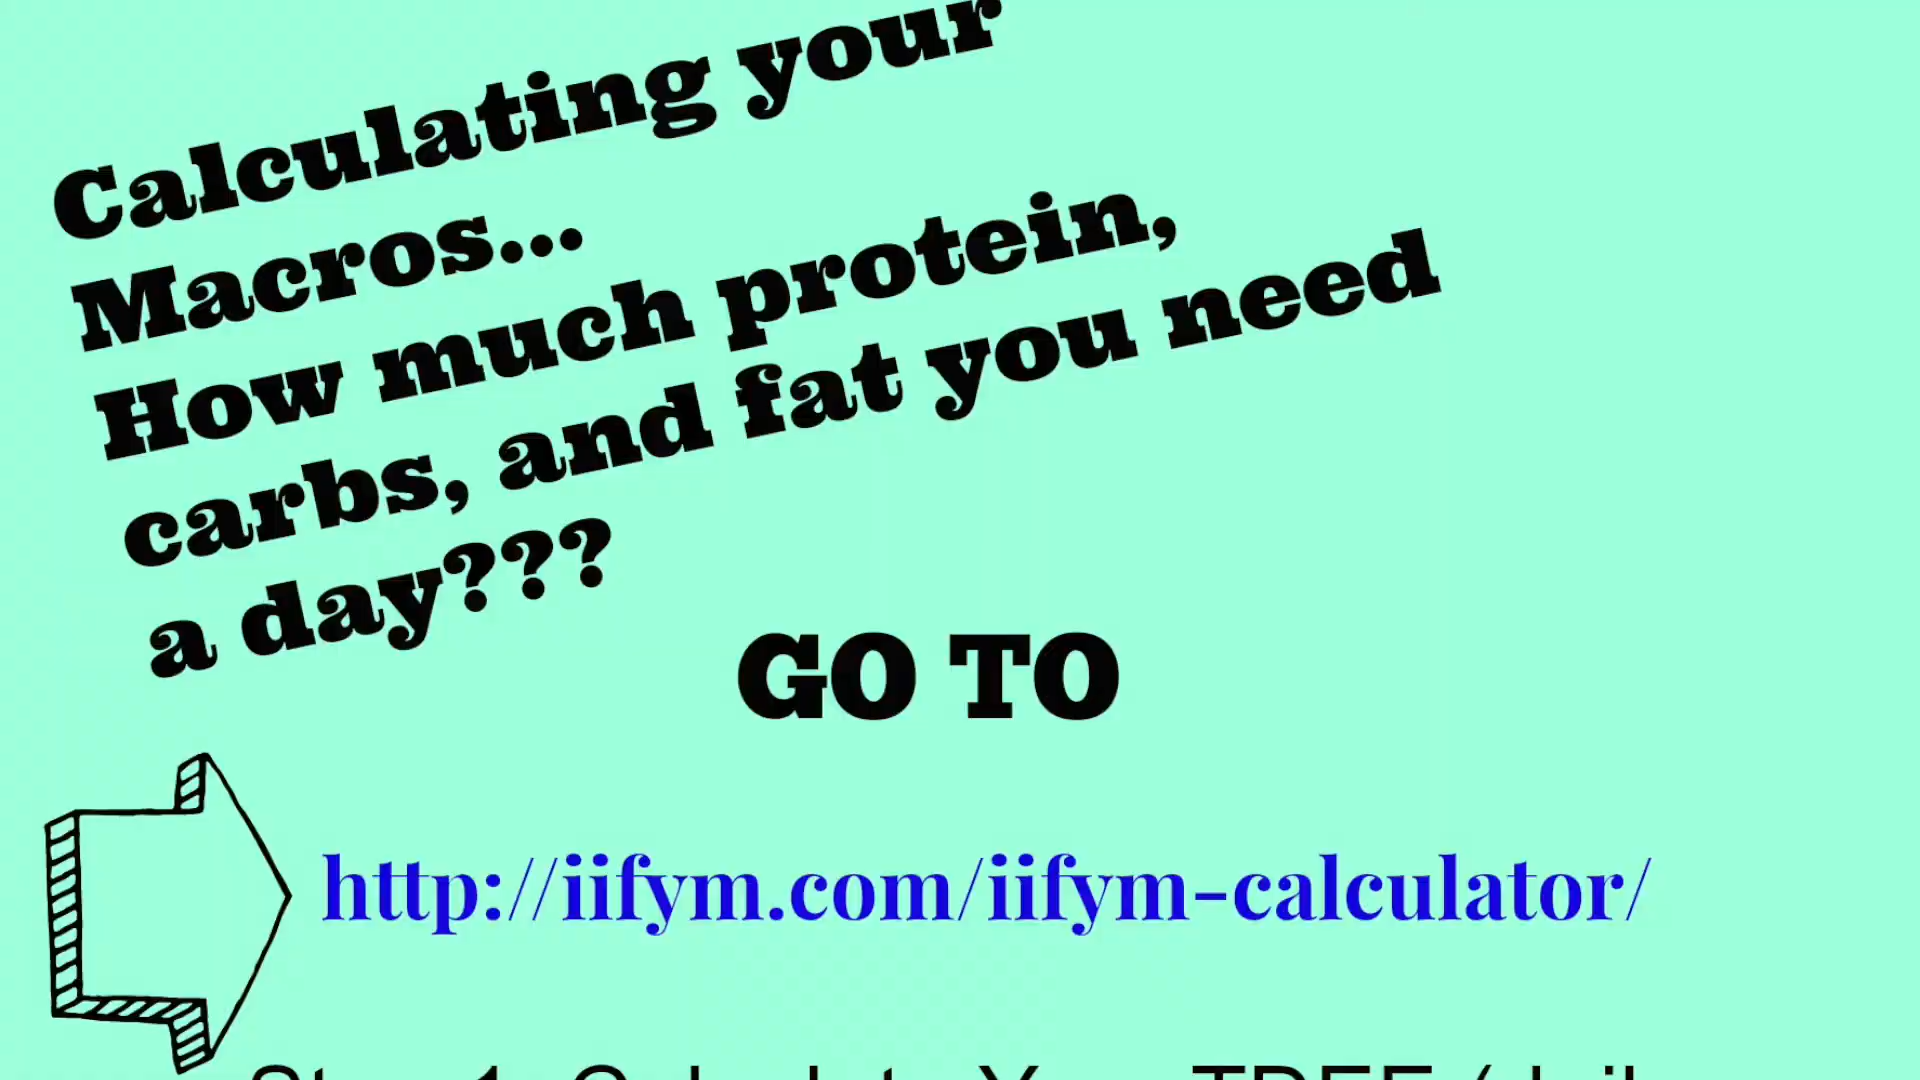 Calculating your
Macros...
How much protein,
carbs, and fat you need
a day???
GO TO
http://iifym.com/iifym-calculator/